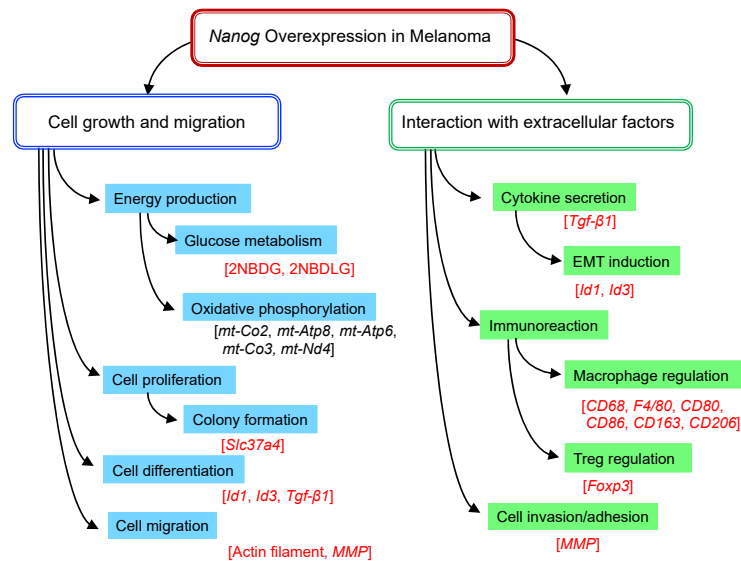 Nanog Overexpression in Melanoma
Cell growth and migration
Energy production
Glucose metabolism
[2NBDG, 2NBDLG]
Oxidative phosphorylation
[mt-Co2, mt-Atp8, mt-Atp6,
mt-Co3, mt-Nd4]
Cell proliferation
Colony formation
[Slc37a4]
Cell differentiation
[Id1, Id3, Tgf-β1]
Cell migration
[Actin filament, MMP]
Interaction with extracellular factors
Cytokine secretion
[Tgf-β1]
EMT induction
[Id1, Id3]
Immunoreaction
Macrophage regulation
[CD68, F4/80, CD80,
CD86, CD163, CD206]
Treg regulation
[Foxp3]
Cell invasion/adhesion
[MMP]